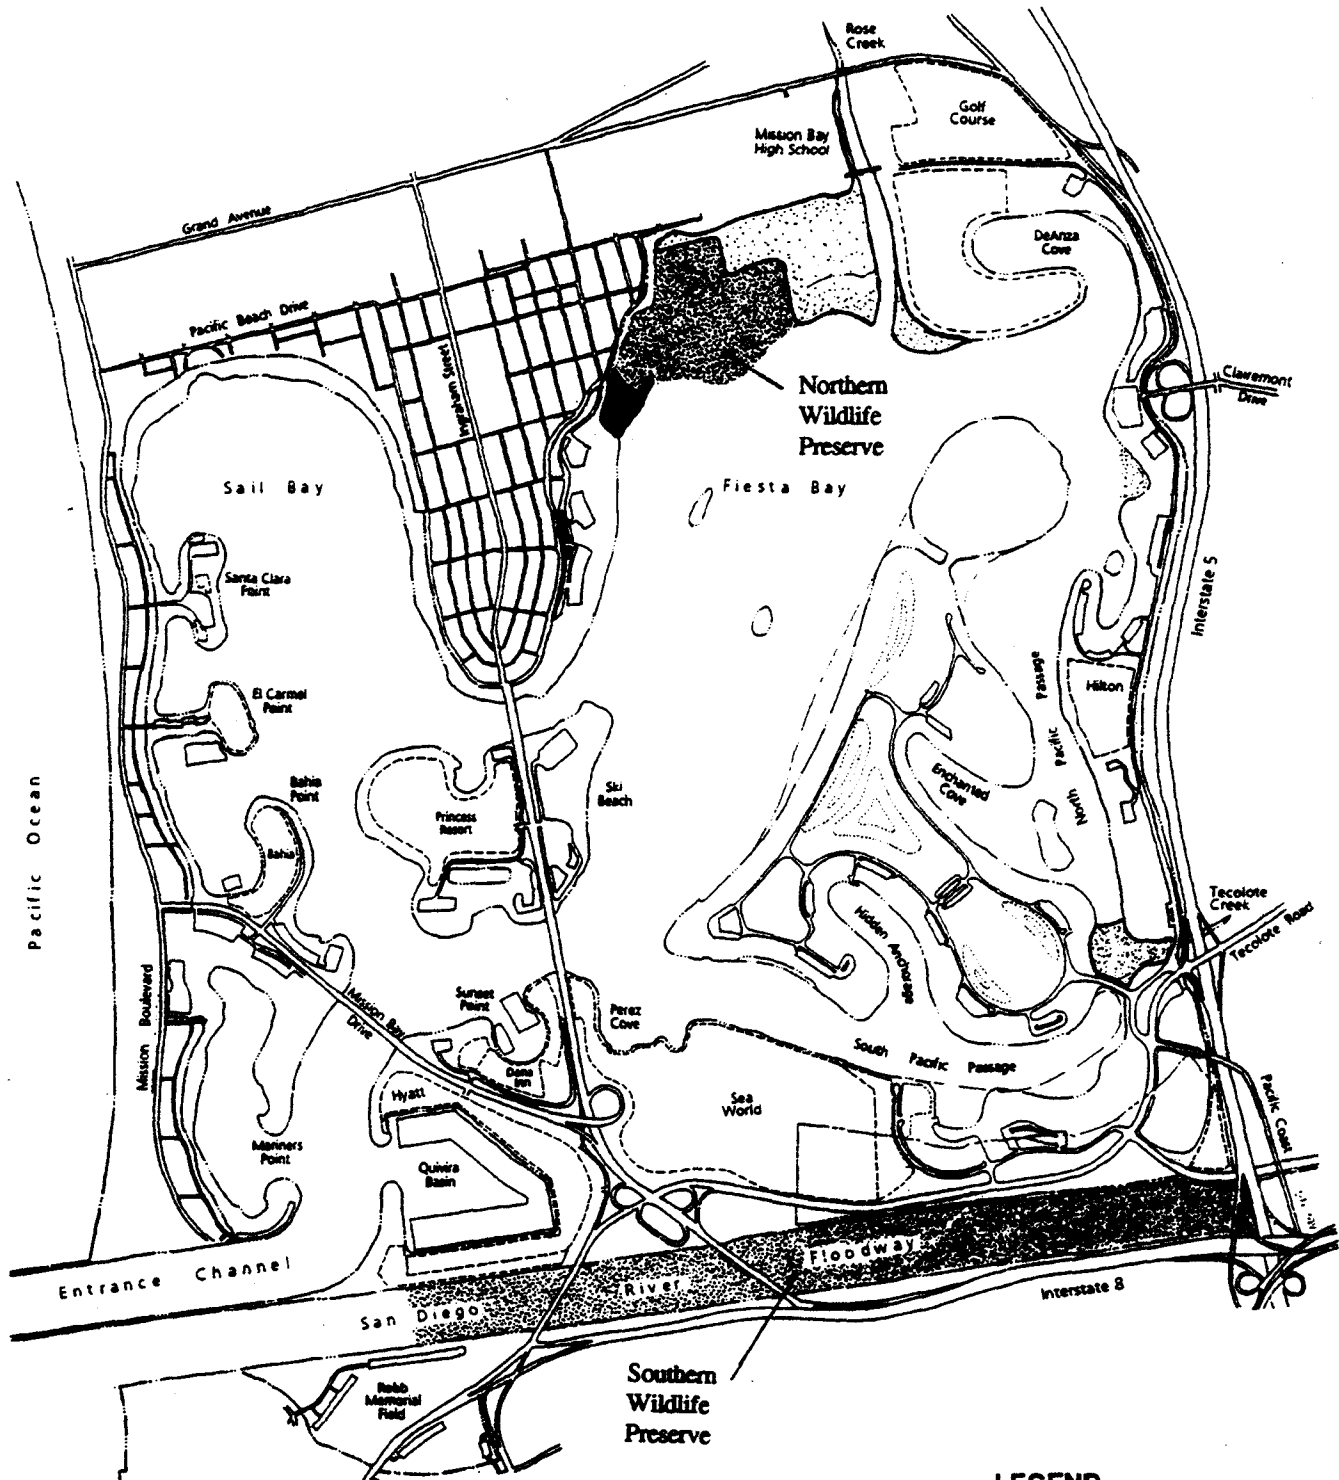 Rose
Creek
Golf
Course
Mission Bay
High School
Grand Avenue
DeAnza
Cove
Pacific Beach Drive
Ingraham Street
Northern
Wildlife
Preserve
Clairemont
Drive
Sail Bay
Fiesta Bay
Santa Clara
Point
Interstate 5
El Carmel
Point
North Pacific Passage
Hilton
Bahia
Point
Bahia
Princess
Resort
Ski
Beach
Enchanted
Cove
Pacific Ocean
Hidden Anchorage
Tecolote
Creek
Tecolote Road
Mission Boulevard
Mission Bay
Drive
Sunset
Point
Perez
Cove
Dana
Inn
South Pacific Passage
Hyatt
Sea
World
Pacific Coast
Mariners
Point
Quivira
Basin
Entrance Channel
San Diego River Floodway
Interstate 8
Southern
Wildlife
Preserve
Robb
Memorial
Field
LEGEND